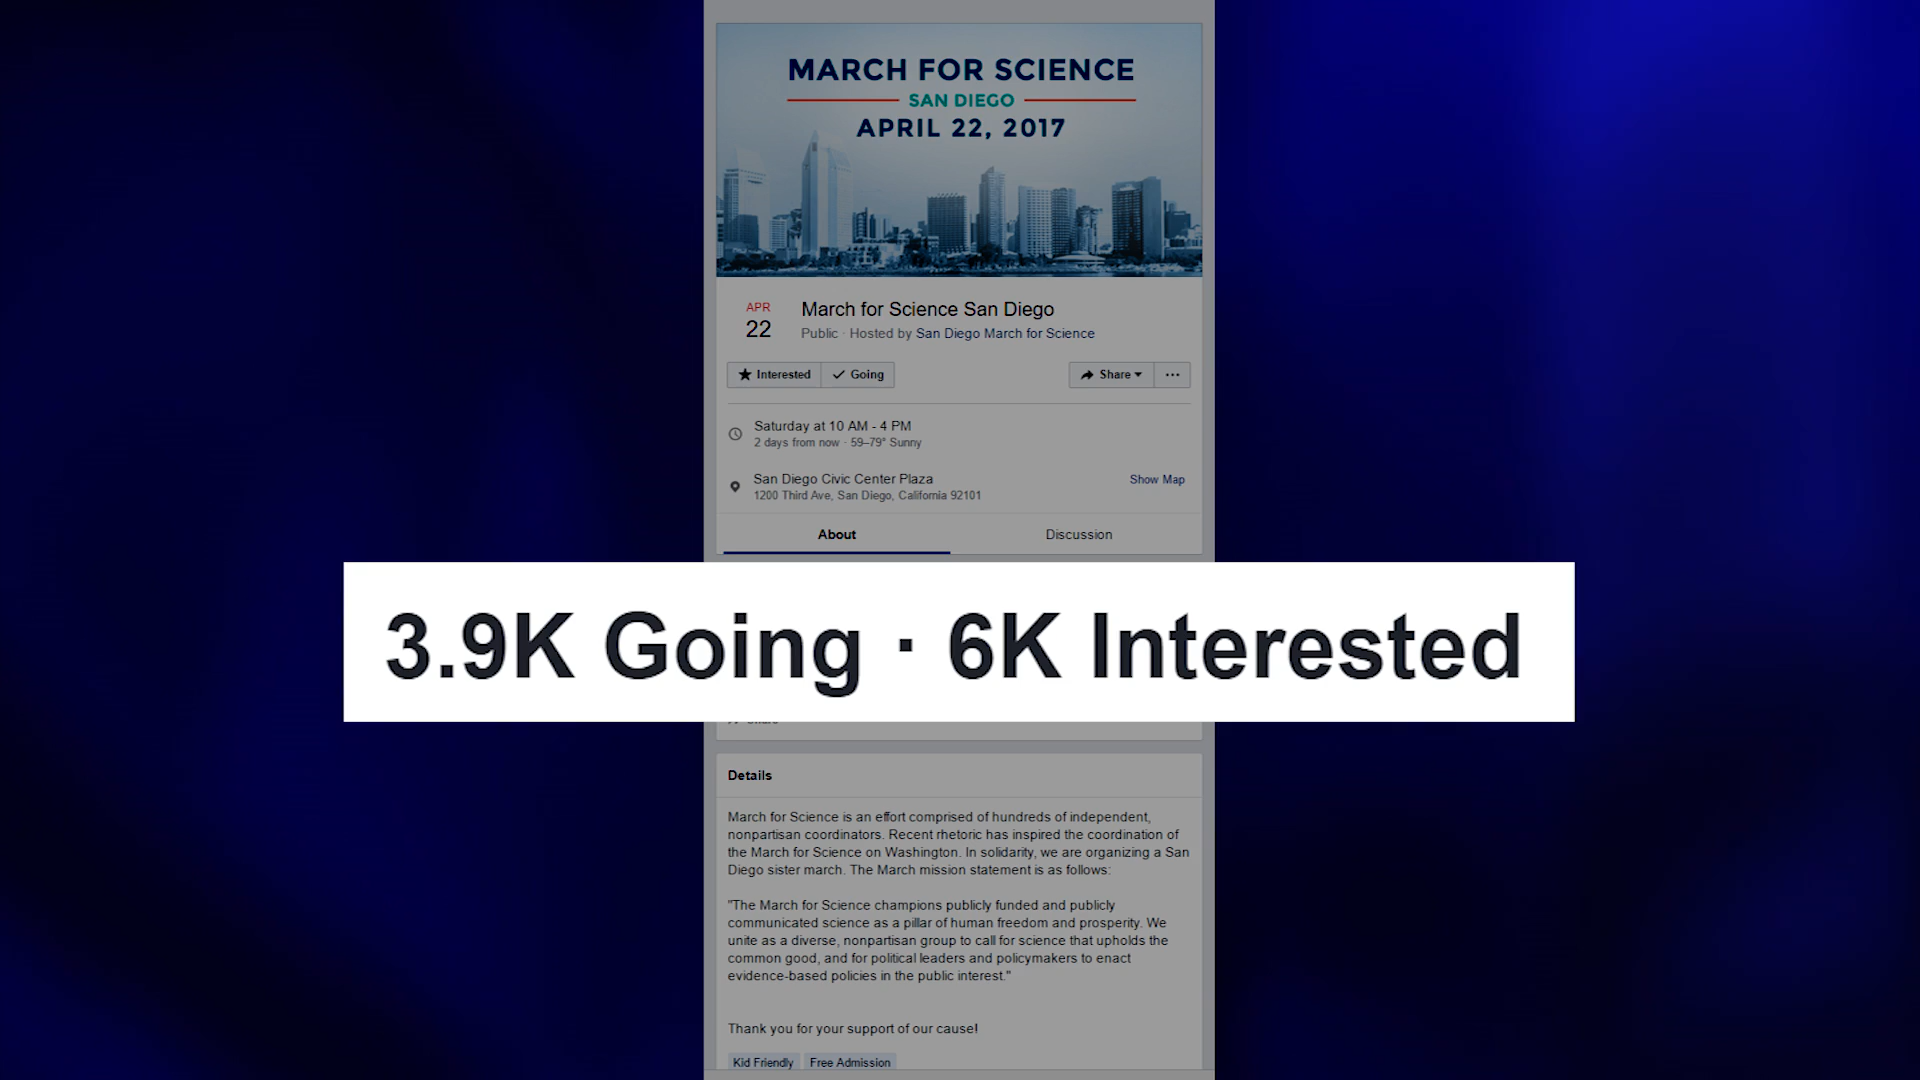 MARCH FOR SCIENCE
SAN DIEGO
APRIL 22, 2017
APR
22
March for Science San Diego
Public · Hosted by San Diego March for Science
Interested
Going
Share
Saturday at 10 AM - 4 PM
2 days from now · 59–79° Sunny
San Diego Civic Center Plaza
Show Map
1200 Third Ave, San Diego, California 92101
About
Discussion
3.9K Going · 6K Interested
Details
March for Science is an effort comprised of hundreds of independent,
nonpartisan coordinators. Recent rhetoric has inspired the coordination of
the March for Science on Washington. In solidarity, we are organizing a San
Diego sister march. The March mission statement is as follows:
"The March for Science champions publicly funded and publicly
communicated science as a pillar of human freedom and prosperity. We
unite as a diverse, nonpartisan group to call for science that upholds the
common good, and for political leaders and policymakers to enact
evidence-based policies in the public interest."
Thank you for your support of our cause!
Kid Friendly
Free Admission